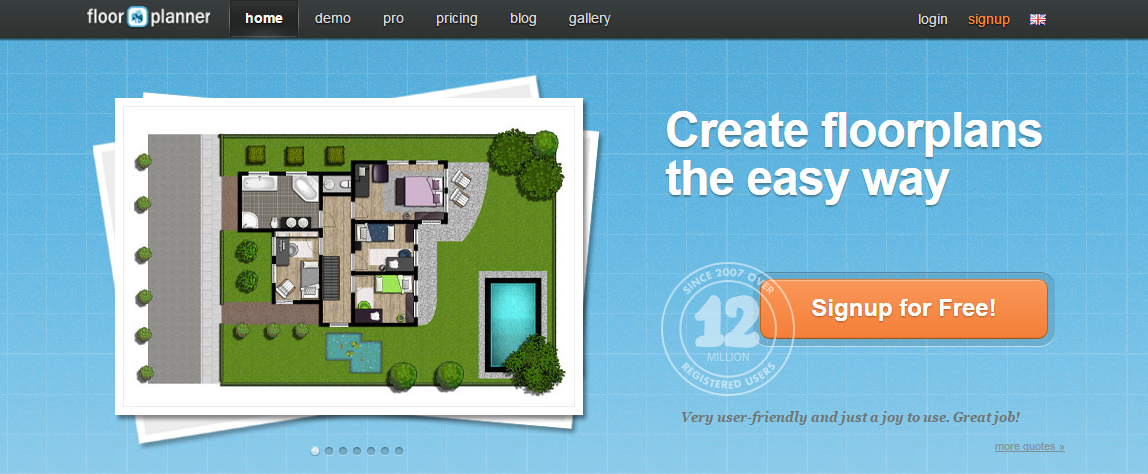 floor planner
home
demo
pro
pricing
blog
gallery
login
signup
Create floorplans
the easy way
SINCE 2007 OVER
12
MILLION
REGISTERED USERS
Signup for Free!
Very user-friendly and just a joy to use. Great job!
more quotes »